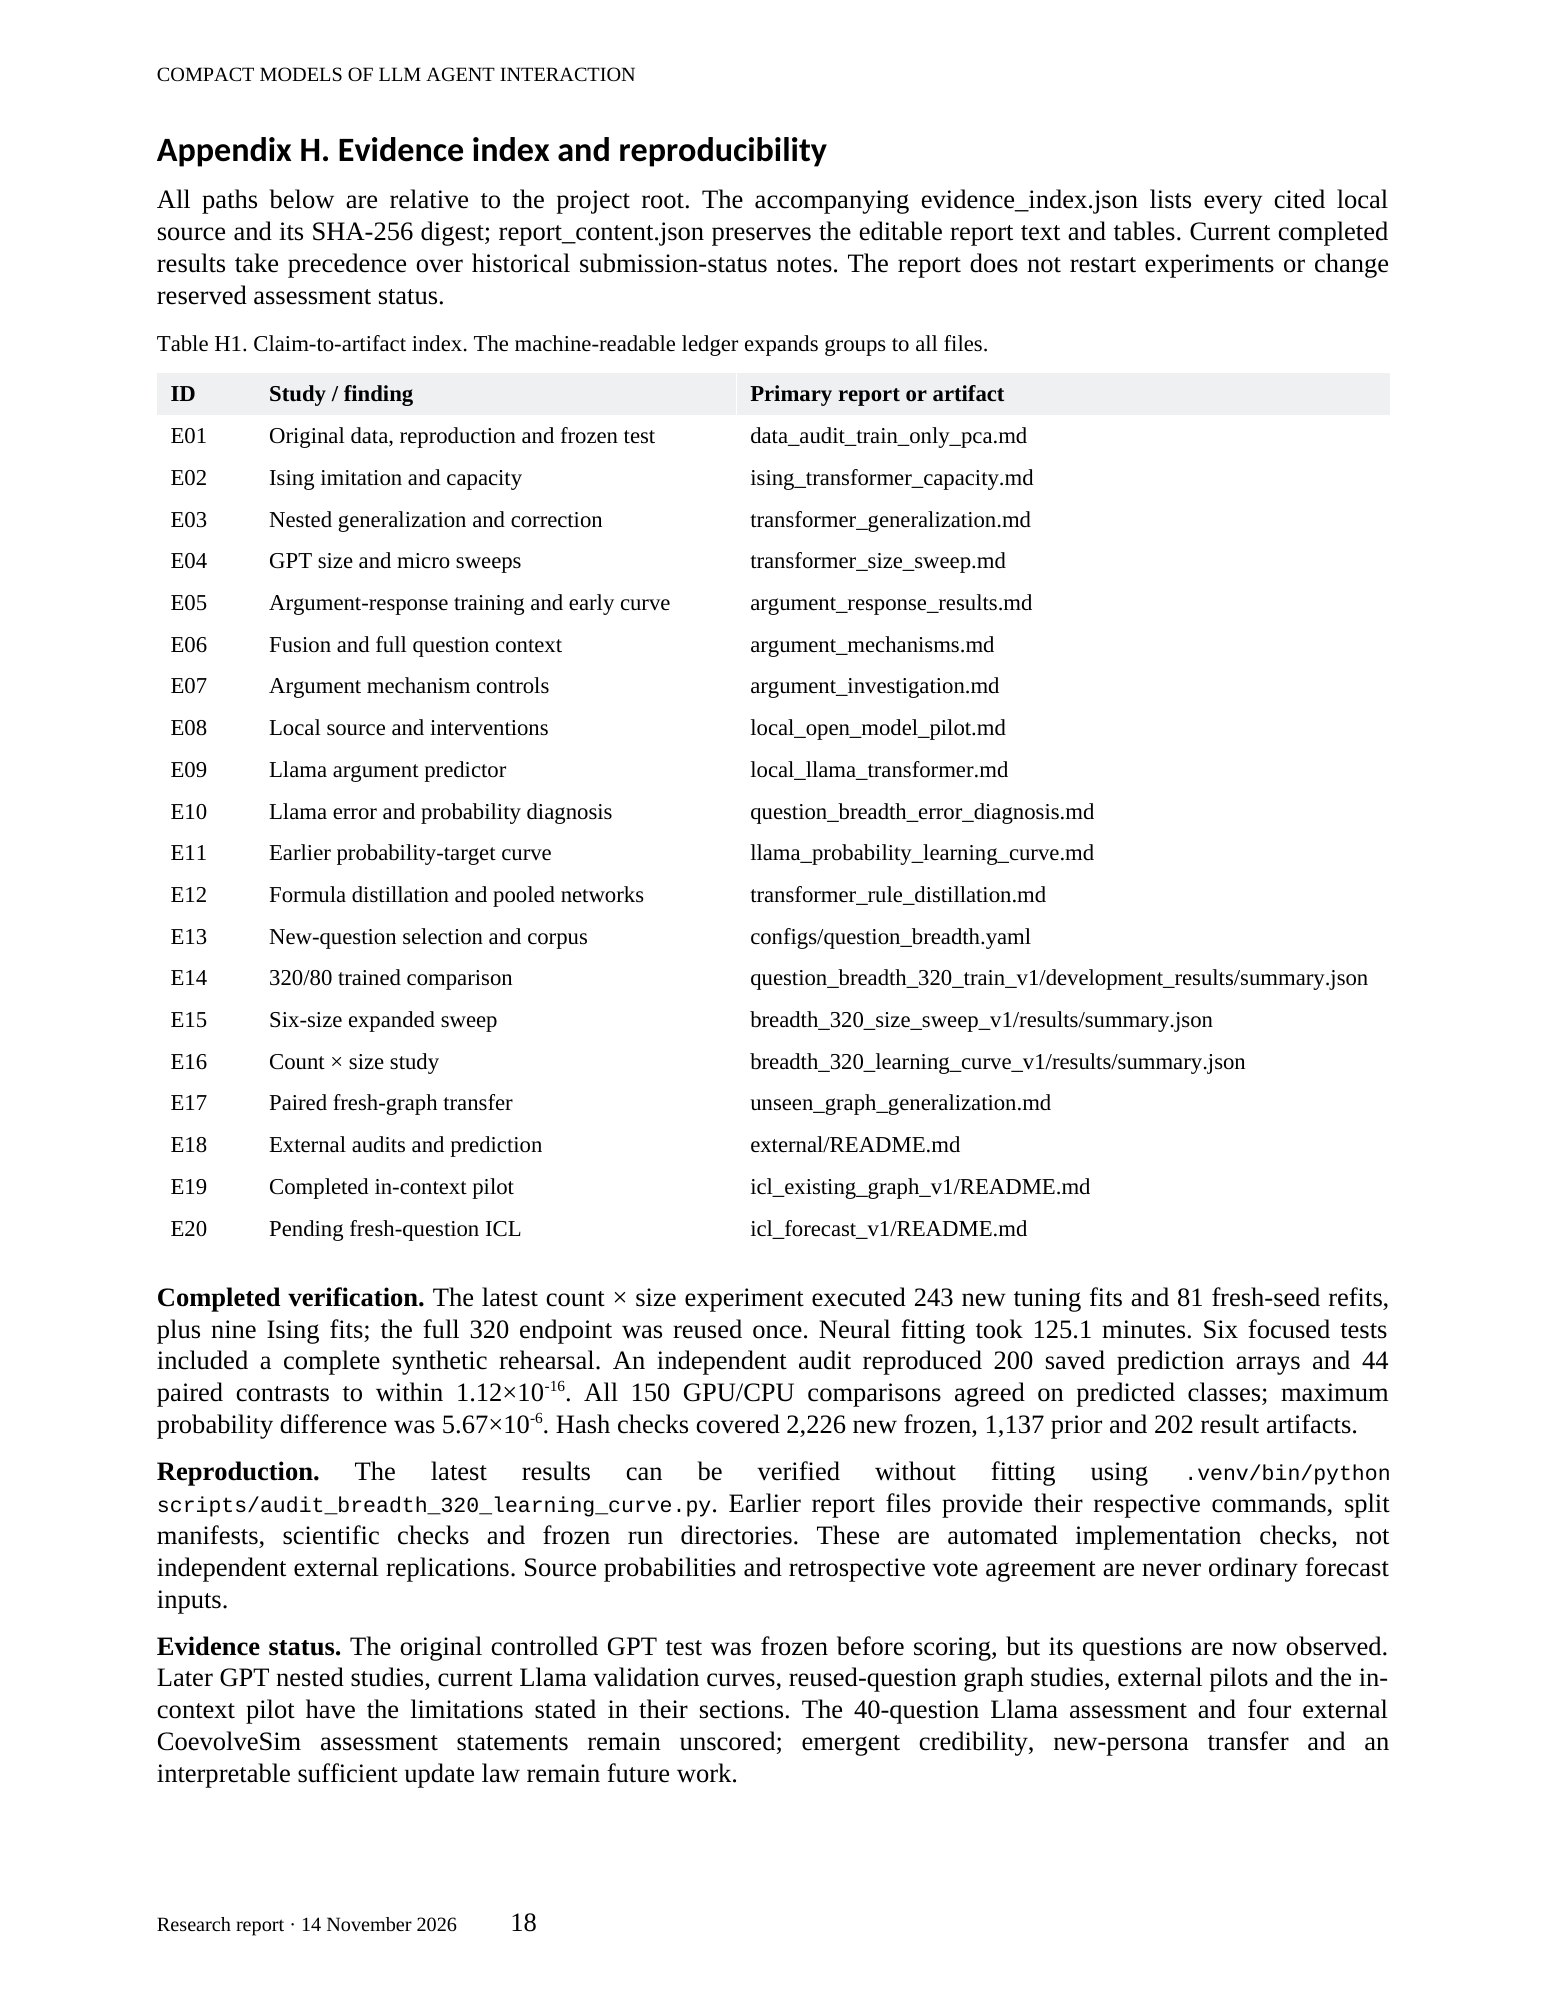 COMPACT MODELS OF LLM AGENT INTERACTION
Appendix H. Evidence index and reproducibility
All paths below are relative to the project root. The accompanying evidence_index.json lists every cited local
source and its SHA-256 digest; report_content.json preserves the editable report text and tables. Current completed
results take precedence over historical submission-status notes. The report does not restart experiments or change
reserved assessment status.
Table H1. Claim-to-artifact index. The machine-readable ledger expands groups to all files.
ID Study / finding Primary report or artifact
E01 Original data, reproduction and frozen test data_audit_train_only_pca.md
E02 Ising imitation and capacity ising_transformer_capacity.md
E03 Nested generalization and correction transformer_generalization.md
E04 GPT size and micro sweeps transformer_size_sweep.md
E05 Argument-response training and early curve argument_response_results.md
E06 Fusion and full question context argument_mechanisms.md
E07 Argument mechanism controls argument_investigation.md
E08 Local source and interventions local_open_model_pilot.md
E09 Llama argument predictor local_llama_transformer.md
E10 Llama error and probability diagnosis question_breadth_error_diagnosis.md
E11 Earlier probability-target curve llama_probability_learning_curve.md
E12 Formula distillation and pooled networks transformer_rule_distillation.md
E13 New-question selection and corpus configs/question_breadth.yaml
E14 320/80 trained comparison question_breadth_320_train_v1/development_results/summary.json
E15 Six-size expanded sweep breadth_320_size_sweep_v1/results/summary.json
E16 Count × size study breadth_320_learning_curve_v1/results/summary.json
E17 Paired fresh-graph transfer unseen_graph_generalization.md
E18 External audits and prediction external/README.md
E19 Completed in-context pilot icl_existing_graph_v1/README.md
E20 Pending fresh-question ICL icl_forecast_v1/README.md
Completed verification. The latest count × size experiment executed 243 new tuning fits and 81 fresh-seed refits,
plus nine Ising fits; the full 320 endpoint was reused once. Neural fitting took 125.1 minutes. Six focused tests
included a complete synthetic rehearsal. An independent audit reproduced 200 saved prediction arrays and 44
paired contrasts to within 1.12×10⁻¹⁶. All 150 GPU/CPU comparisons agreed on predicted classes; maximum
probability difference was 5.67×10⁻⁶. Hash checks covered 2,226 new frozen, 1,137 prior and 202 result artifacts.
Reproduction. The latest results can be verified without fitting using .venv/bin/python
scripts/audit_breadth_320_learning_curve.py. Earlier report files provide their respective commands, split
manifests, scientific checks and frozen run directories. These are automated implementation checks, not
independent external replications. Source probabilities and retrospective vote agreement are never ordinary forecast
inputs.
Evidence status. The original controlled GPT test was frozen before scoring, but its questions are now observed.
Later GPT nested studies, current Llama validation curves, reused-question graph studies, external pilots and the in-
context pilot have the limitations stated in their sections. The 40-question Llama assessment and four external
CoevolveSim assessment statements remain unscored; emergent credibility, new-persona transfer and an
interpretable sufficient update law remain future work.
Research report · 14 November 2026 18